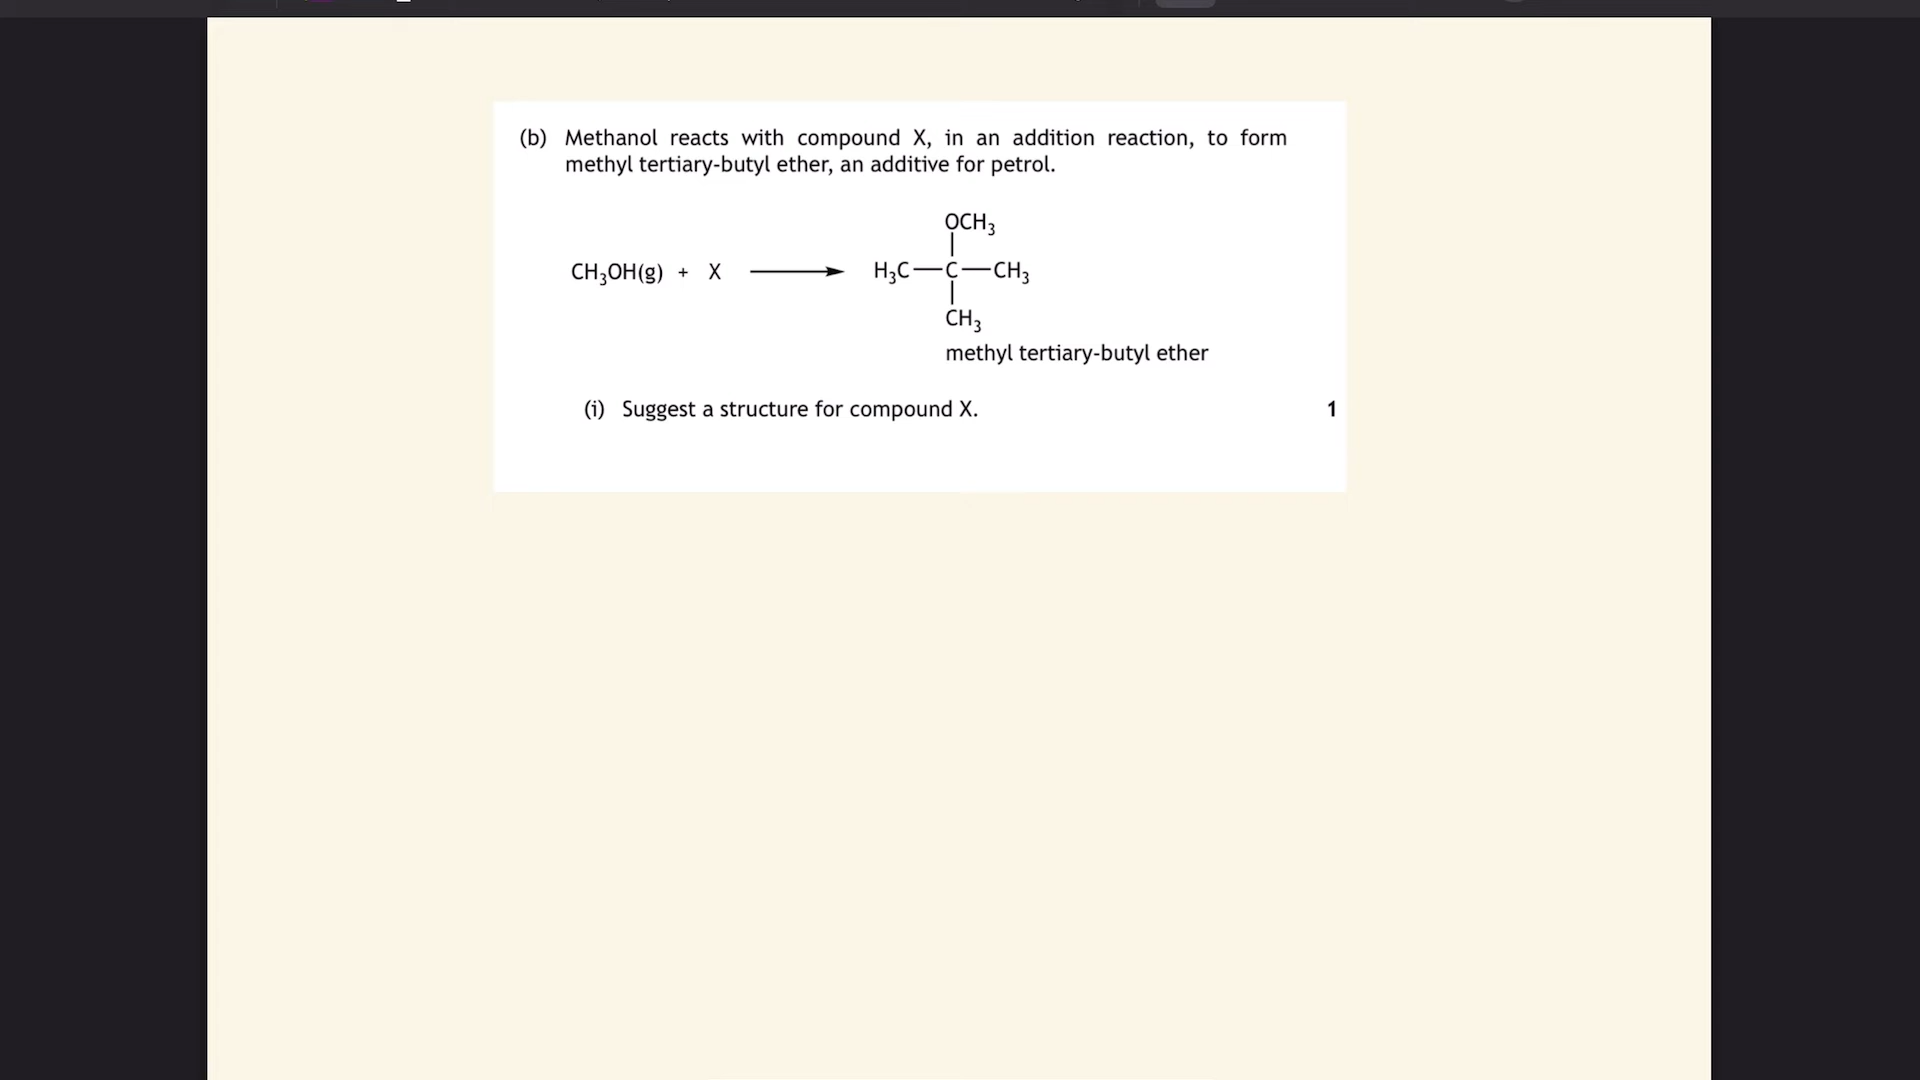 (b) Methanol reacts with compound X, in an addition reaction, to form
methyl tertiary-butyl ether, an additive for petrol.
OCH₃
CH₃OH(g) + X ⟶ H₃C—C—CH₃
CH₃
methyl tertiary-butyl ether
(i) Suggest a structure for compound X. 1